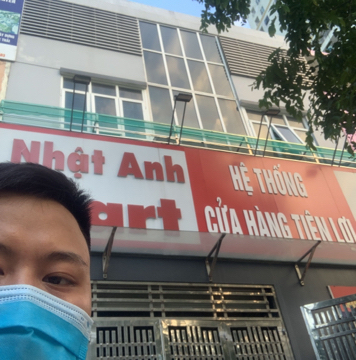 Nhật Anh
art
HỆ THỐNG
CỬA HÀNG TIỆN LỢI